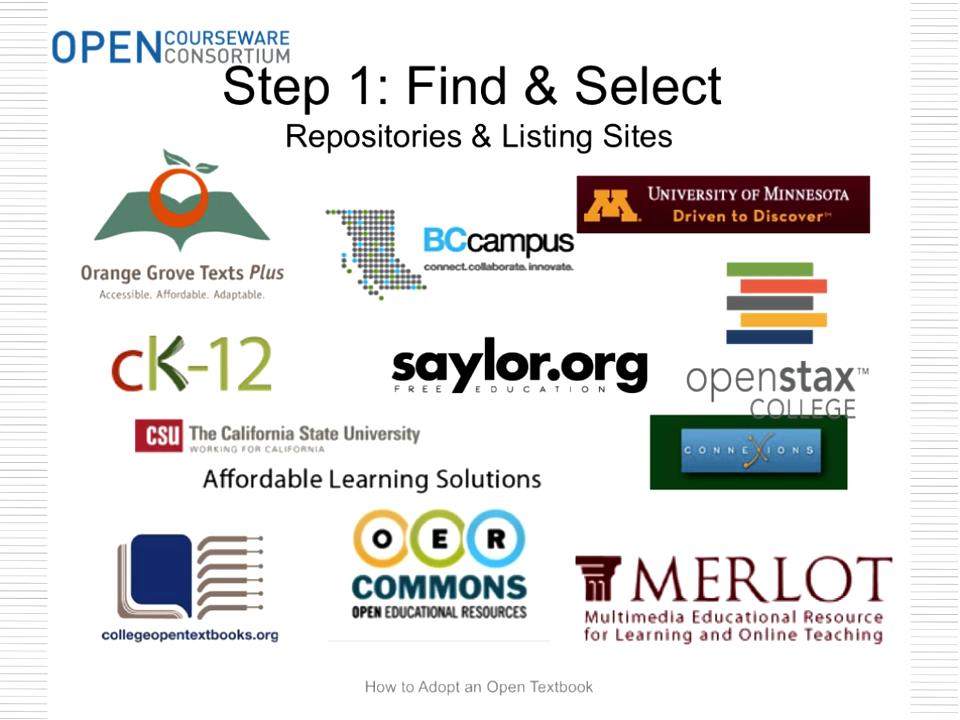 OPEN COURSEWARE CONSORTIUM
Step 1: Find & Select
Repositories & Listing Sites
Orange Grove Texts Plus
Accessible. Affordable. Adaptable.
BCcampus
connect.collaborate.innovate.
M
UNIVERSITY OF MINNESOTA
Driven to Discover℠
cK-12
saylor.org
FREE EDUCATION
openstax™
COLLEGE
CSU The California State University
WORKING FOR CALIFORNIA
Affordable Learning Solutions
CONNEXIONS
collegeopentextbooks.org
OER
COMMONS
OPEN EDUCATIONAL RESOURCES
MERLOT
Multimedia Educational Resource
for Learning and Online Teaching
How to Adopt an Open Textbook